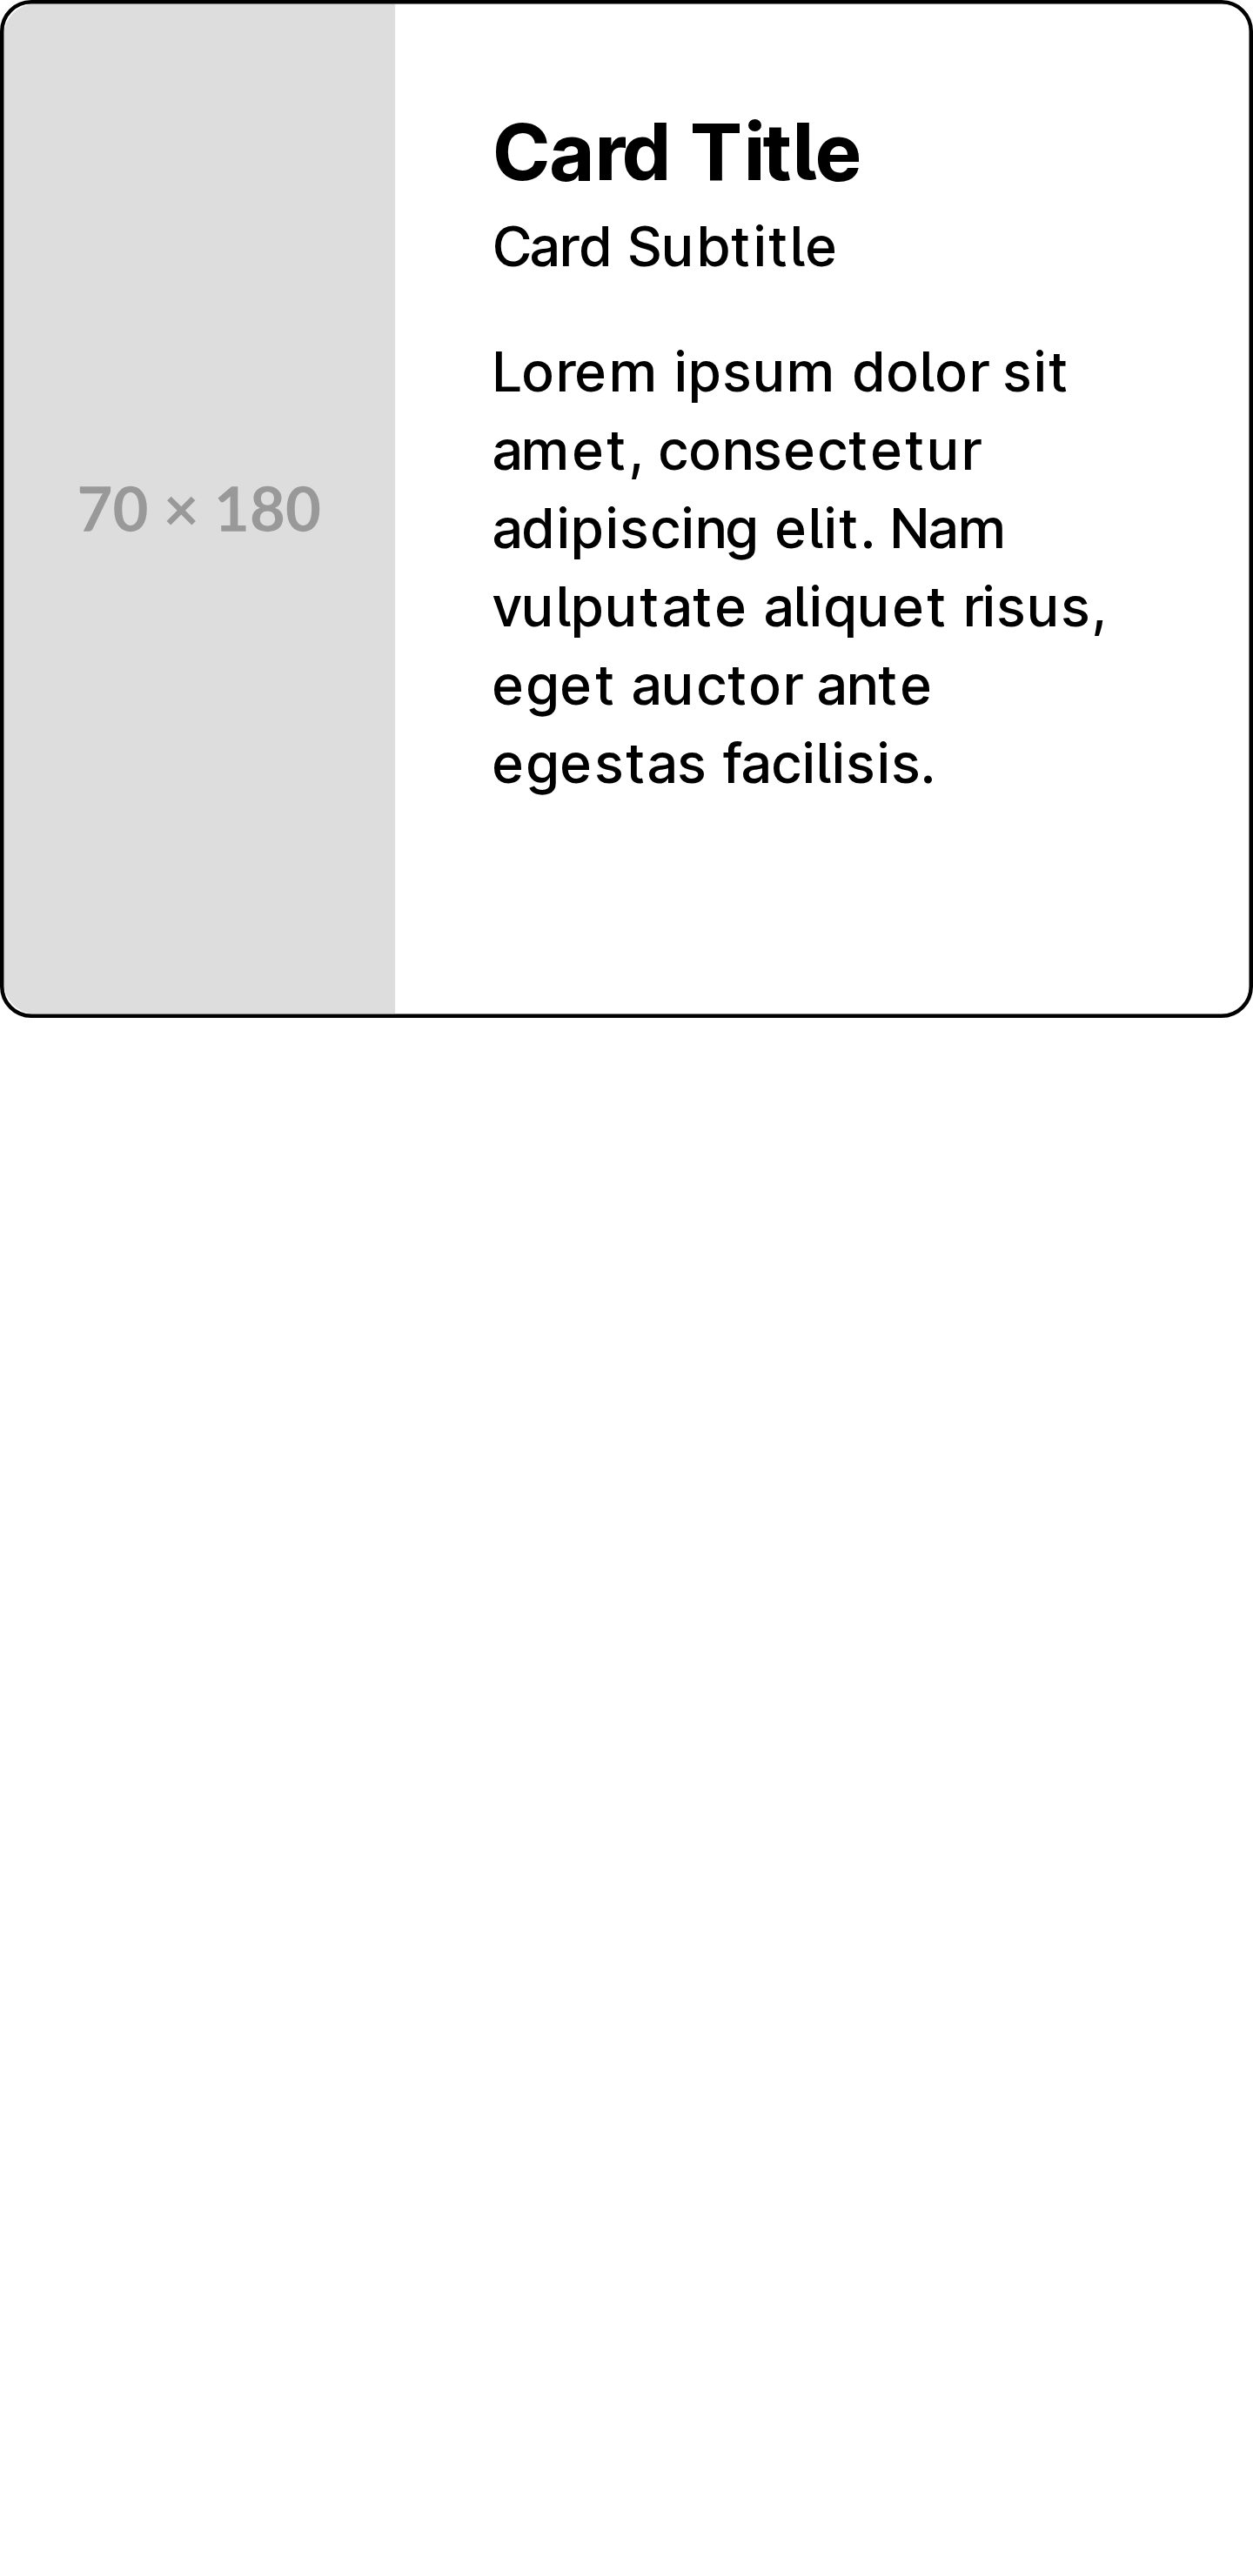 70 × 180
Card Title
Card Subtitle
Lorem ipsum dolor sit
amet, consectetur
adipiscing elit. Nam
vulputate aliquet risus,
eget auctor ante
egestas facilisis.